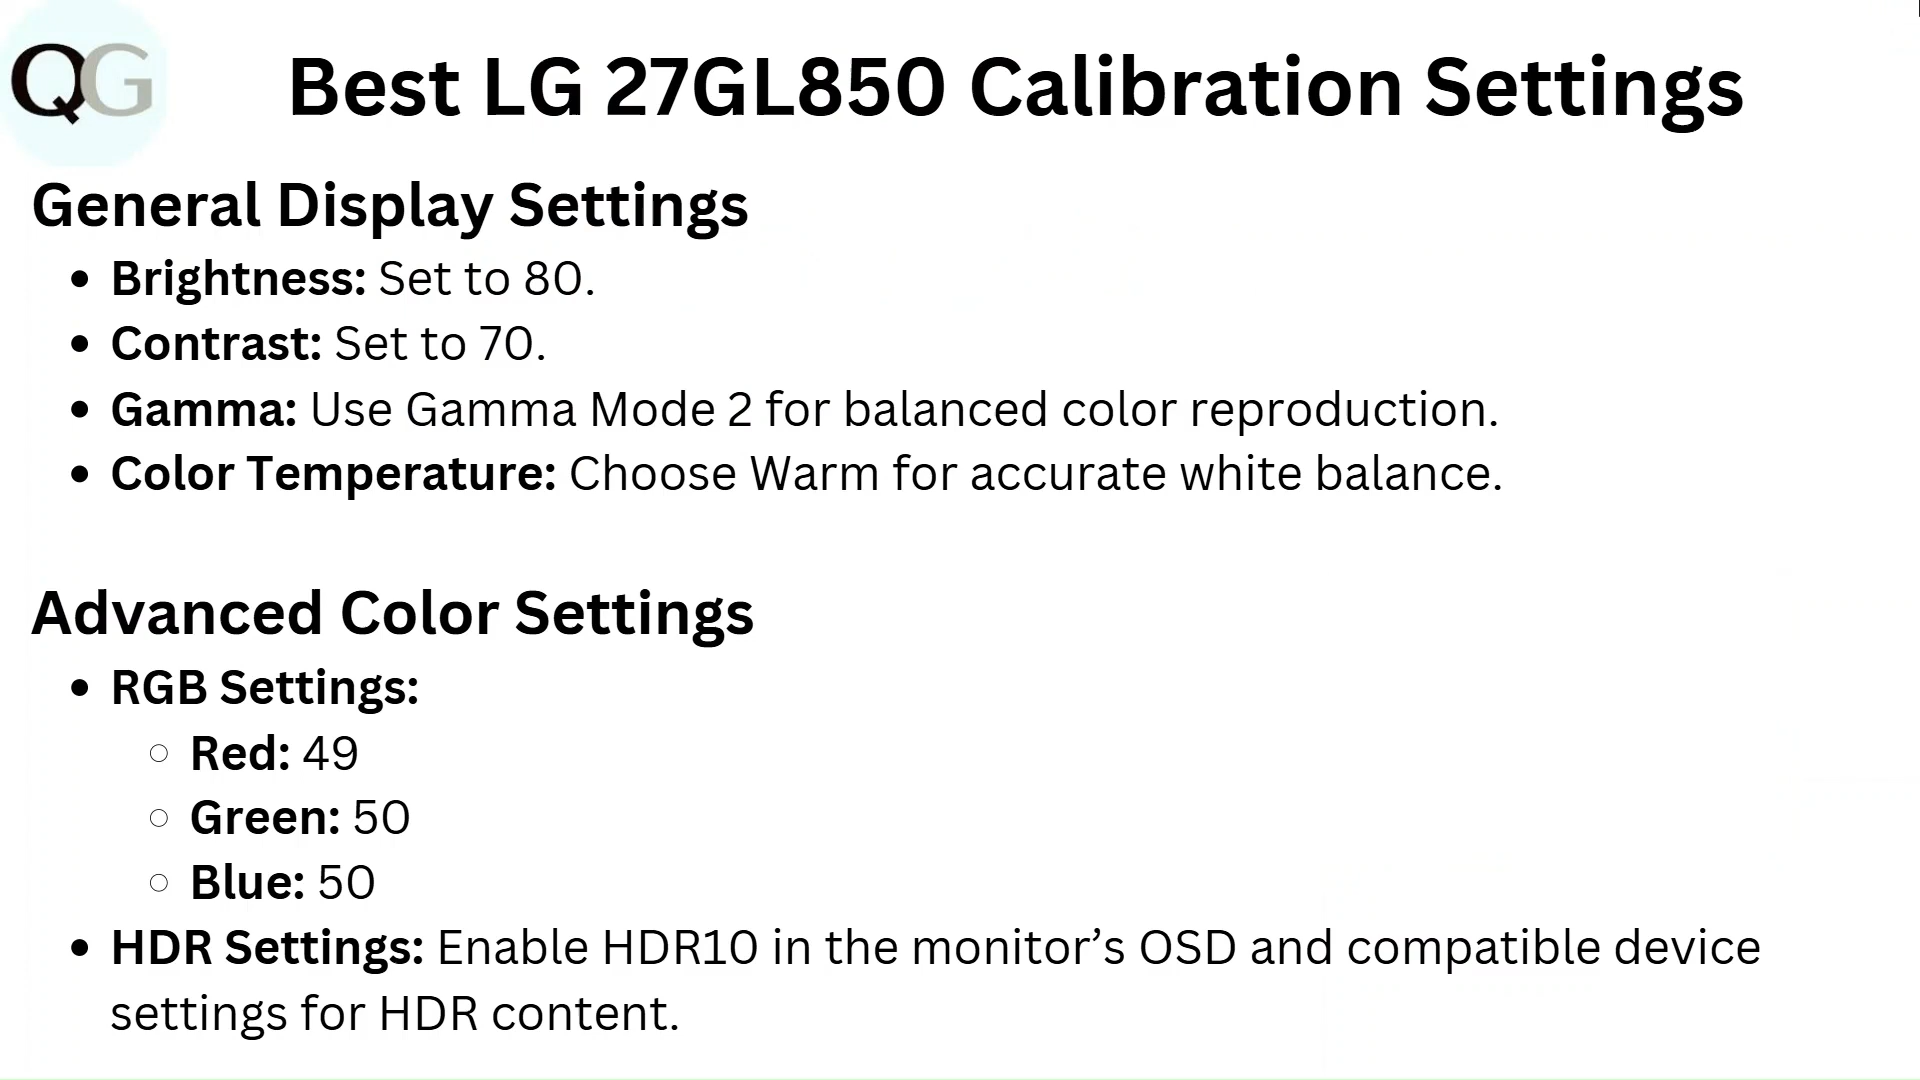 QG
Best LG 27GL850 Calibration Settings
General Display Settings
• Brightness: Set to 80.
• Contrast: Set to 70.
• Gamma: Use Gamma Mode 2 for balanced color reproduction.
• Color Temperature: Choose Warm for accurate white balance.
Advanced Color Settings
• RGB Settings:
○ Red: 49
○ Green: 50
○ Blue: 50
• HDR Settings: Enable HDR10 in the monitor’s OSD and compatible device
settings for HDR content.